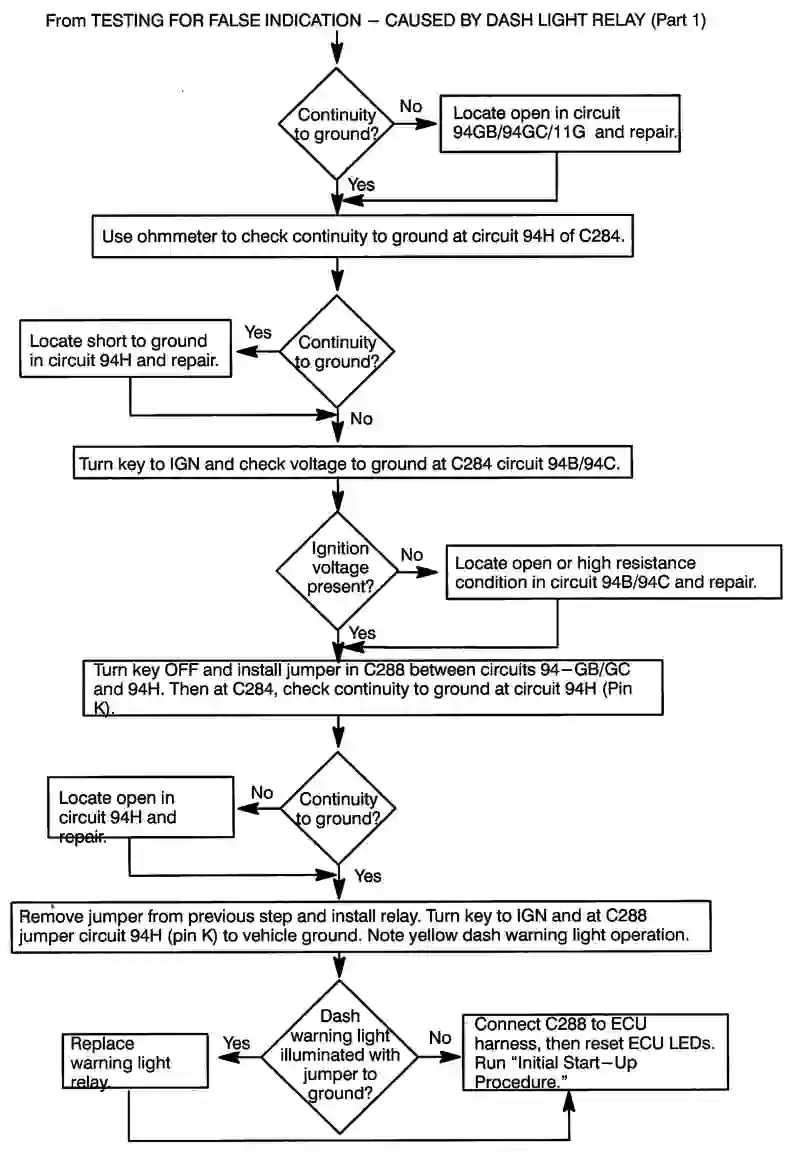 From TESTING FOR FALSE INDICATION – CAUSED BY DASH LIGHT RELAY (Part 1)
Continuity
to ground?
No
Locate open in circuit
94GB/94GC/11G and repair.
Yes
Use ohmmeter to check continuity to ground at circuit 94H of C284.
Continuity
to ground?
Yes
Locate short to ground
in circuit 94H and repair.
No
Turn key to IGN and check voltage to ground at C284 circuit 94B/94C.
Ignition
voltage
present?
No
Locate open or high resistance
condition in circuit 94B/94C and repair.
Yes
Turn key OFF and install jumper in C288 between circuits 94–GB/GC
and 94H. Then at C284, check continuity to ground at circuit 94H (Pin
K).
Continuity
to ground?
No
Locate open in
circuit 94H and
repair.
Yes
Remove jumper from previous step and install relay. Turn key to IGN and at C288
jumper circuit 94H (pin K) to vehicle ground. Note yellow dash warning light operation.
Dash
warning light
illuminated with
jumper to
ground?
Yes
Replace
warning light
relay.
No
Connect C288 to ECU
harness, then reset ECU LEDs.
Run “Initial Start–Up
Procedure.”